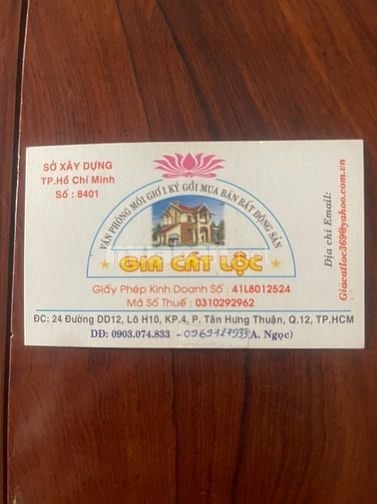 SỞ XÂY DỰNG
TP.Hồ Chí Minh
Số : 8401
VĂN PHÒNG MÔI GIỚI KÝ GỞI MUA BÁN BẤT ĐỘNG SẢN
GIA CÁT LỘC
Giấy Phép Kinh Doanh Số : 41L8012524
Mã Số Thuế : 0310292962
ĐC: 24 Đường DD12, Lô H10, KP.4, P. Tân Hưng Thuận, Q.12, TP.HCM
DĐ: 0903.074.833 - 0969727933 (A. Ngọc)
Địa chỉ Email:
Giacatloc369@yahoo.com.vn